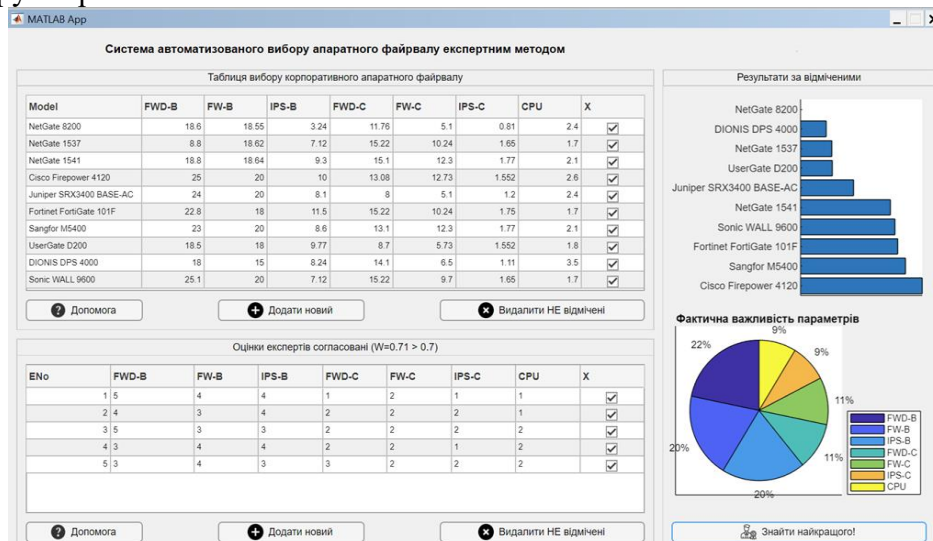 MATLAB App
Система автоматизованого вибору апаратного файрвалу експертним методом
Таблиця вибору корпоративного апаратного файрвалу
Model FWD-B FW-B IPS-B FWD-C FW-C IPS-C CPU X
NetGate 8200 18.6 18.55 3.24 11.76 5.1 0.81 2.4
NetGate 1537 8.8 18.62 7.12 15.22 10.24 1.65 1.7
NetGate 1541 18.8 18.64 9.3 15.1 12.3 1.77 2.1
Cisco Firepower 4120 25 20 10 13.08 12.73 1.552 2.6
Juniper SRX3400 BASE-AC 24 20 8.1 8 5.1 1.2 2.4
Fortinet FortiGate 101F 22.8 18 11.5 15.22 10.24 1.75 1.7
Sangfor M5400 23 20 8.6 13.1 12.3 1.77 2.1
UserGate D200 18.5 18 9.77 8.7 5.73 1.552 1.8
DIONIS DPS 4000 18 15 8.24 14.1 6.5 1.11 3.5
Sonic WALL 9600 25.1 20 7.12 15.22 9.7 1.65 1.7
Допомога Додати новий Видалити НЕ відмічені
Оцінки експертів согласовані (W=0.71 > 0.7)
ENo FWD-B FW-B IPS-B FWD-C FW-C IPS-C CPU X
1 5 4 4 1 2 1 1
2 4 3 4 2 2 2 1
3 5 3 3 2 2 2 2
4 3 4 4 2 2 1 2
5 3 4 3 3 2 2 2
Допомога Додати новий Видалити НЕ відмічені
Результати за відміченими
NetGate 8200
DIONIS DPS 4000
NetGate 1537
UserGate D200
Juniper SRX3400 BASE-AC
NetGate 1541
Sonic WALL 9600
Fortinet FortiGate 101F
Sangfor M5400
Cisco Firepower 4120
Фактична важливість параметрів
9%
22%
9%
11%
11%
20%
20%
FWD-B
FW-B
IPS-B
FWD-C
FW-C
IPS-C
CPU
Знайти найкращого!